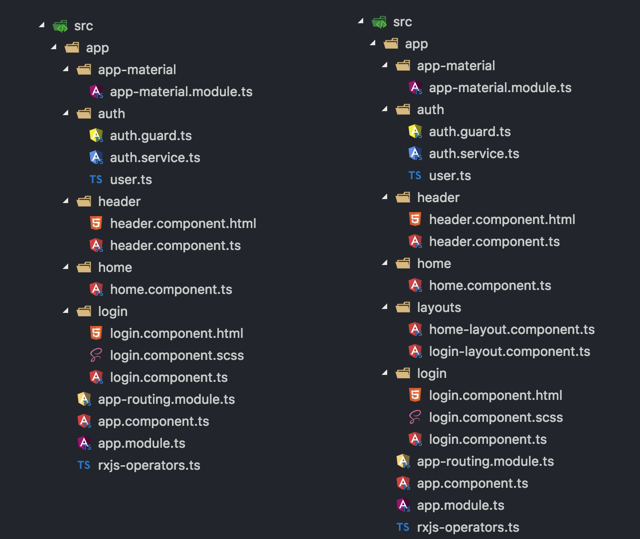 src
app
app-material
app-material.module.ts
auth
auth.guard.ts
auth.service.ts
TS user.ts
header
header.component.html
header.component.ts
home
home.component.ts
login
login.component.html
login.component.scss
login.component.ts
app-routing.module.ts
app.component.ts
app.module.ts
TS rxjs-operators.ts
src
app
app-material
app-material.module.ts
auth
auth.guard.ts
auth.service.ts
TS user.ts
header
header.component.html
header.component.ts
home
home.component.ts
layouts
home-layout.component.ts
login-layout.component.ts
login
login.component.html
login.component.scss
login.component.ts
app-routing.module.ts
app.component.ts
app.module.ts
TS rxjs-operators.ts